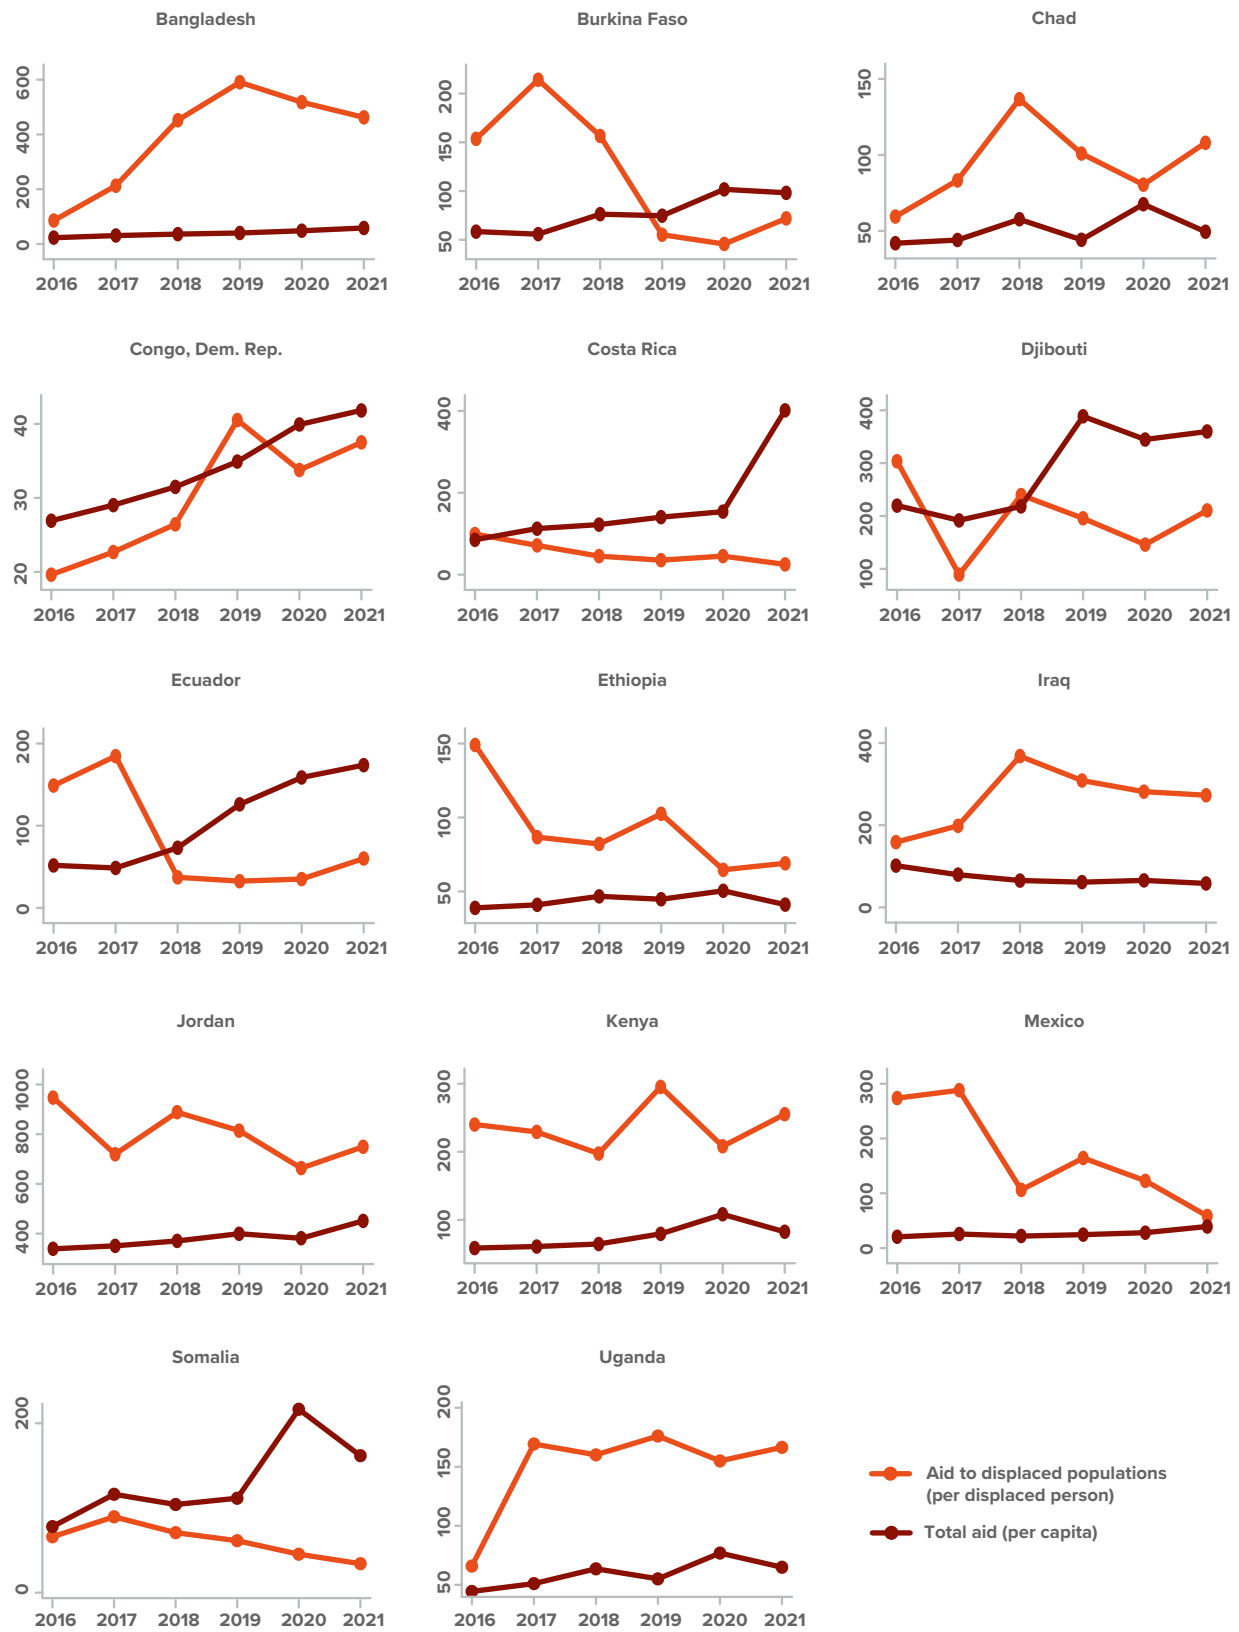 Bangladesh
600
400
200
0
2016 2017 2018 2019 2020 2021
Burkina Faso
200
150
100
50
2016 2017 2018 2019 2020 2021
Chad
150
100
50
2016 2017 2018 2019 2020 2021
Congo, Dem. Rep.
40
30
20
2016 2017 2018 2019 2020 2021
Costa Rica
400
200
0
2016 2017 2018 2019 2020 2021
Djibouti
400
300
200
100
2016 2017 2018 2019 2020 2021
Ecuador
200
100
0
2016 2017 2018 2019 2020 2021
Ethiopia
150
100
50
2016 2017 2018 2019 2020 2021
Iraq
400
200
0
2016 2017 2018 2019 2020 2021
Jordan
1000
800
600
400
2016 2017 2018 2019 2020 2021
Kenya
300
200
100
2016 2017 2018 2019 2020 2021
Mexico
300
200
100
0
2016 2017 2018 2019 2020 2021
Somalia
200
0
2016 2017 2018 2019 2020 2021
Uganda
200
150
100
50
2016 2017 2018 2019 2020 2021
Aid to displaced populations
(per displaced person)
Total aid (per capita)